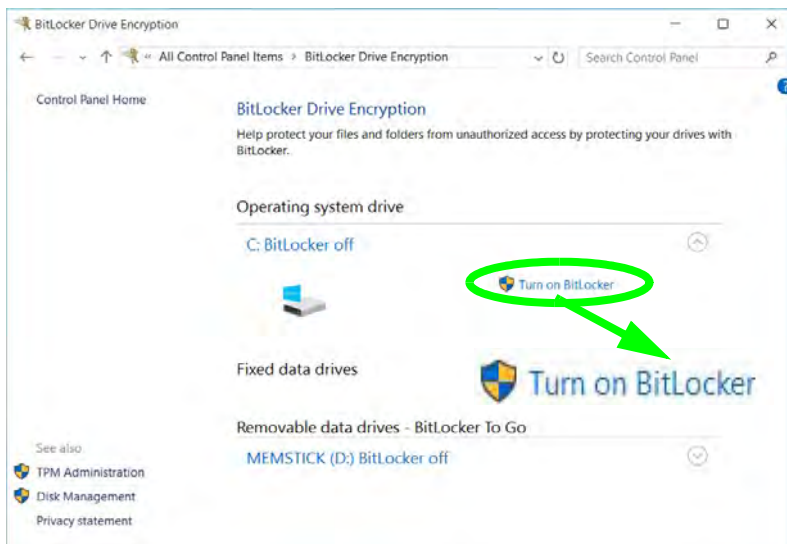 BitLocker Drive Encryption
« All Control Panel Items > BitLocker Drive Encryption
Search Control Panel
Control Panel Home
?
BitLocker Drive Encryption
Help protect your files and folders from unauthorized access by protecting your drives with
BitLocker.
Operating system drive
C: BitLocker off
Turn on BitLocker
Fixed data drives
Turn on BitLocker
Removable data drives - BitLocker To Go
MEMSTICK (D:) BitLocker off
See also
TPM Administration
Disk Management
Privacy statement